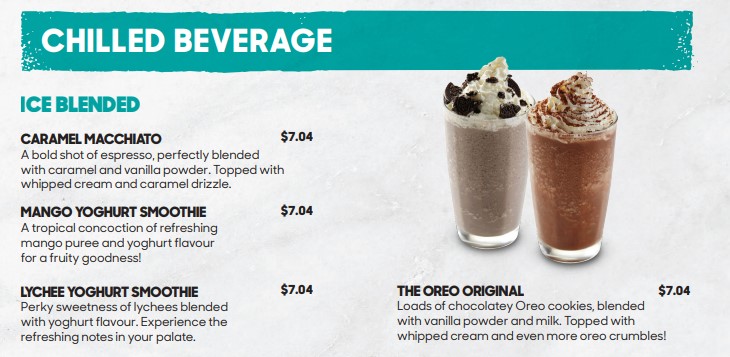 CHILLED BEVERAGE
ICE BLENDED
CARAMEL MACCHIATO $7.04
A bold shot of espresso, perfectly blended
with caramel and vanilla powder. Topped with
whipped cream and caramel drizzle.
MANGO YOGHURT SMOOTHIE $7.04
A tropical concoction of refreshing
mango puree and yoghurt flavour
for a fruity goodness!
LYCHEE YOGHURT SMOOTHIE $7.04
Perky sweetness of lychees blended
with yoghurt flavour. Experience the
refreshing notes in your palate.
THE OREO ORIGINAL $7.04
Loads of chocolatey Oreo cookies, blended
with vanilla powder and milk. Topped with
whipped cream and even more oreo crumbles!